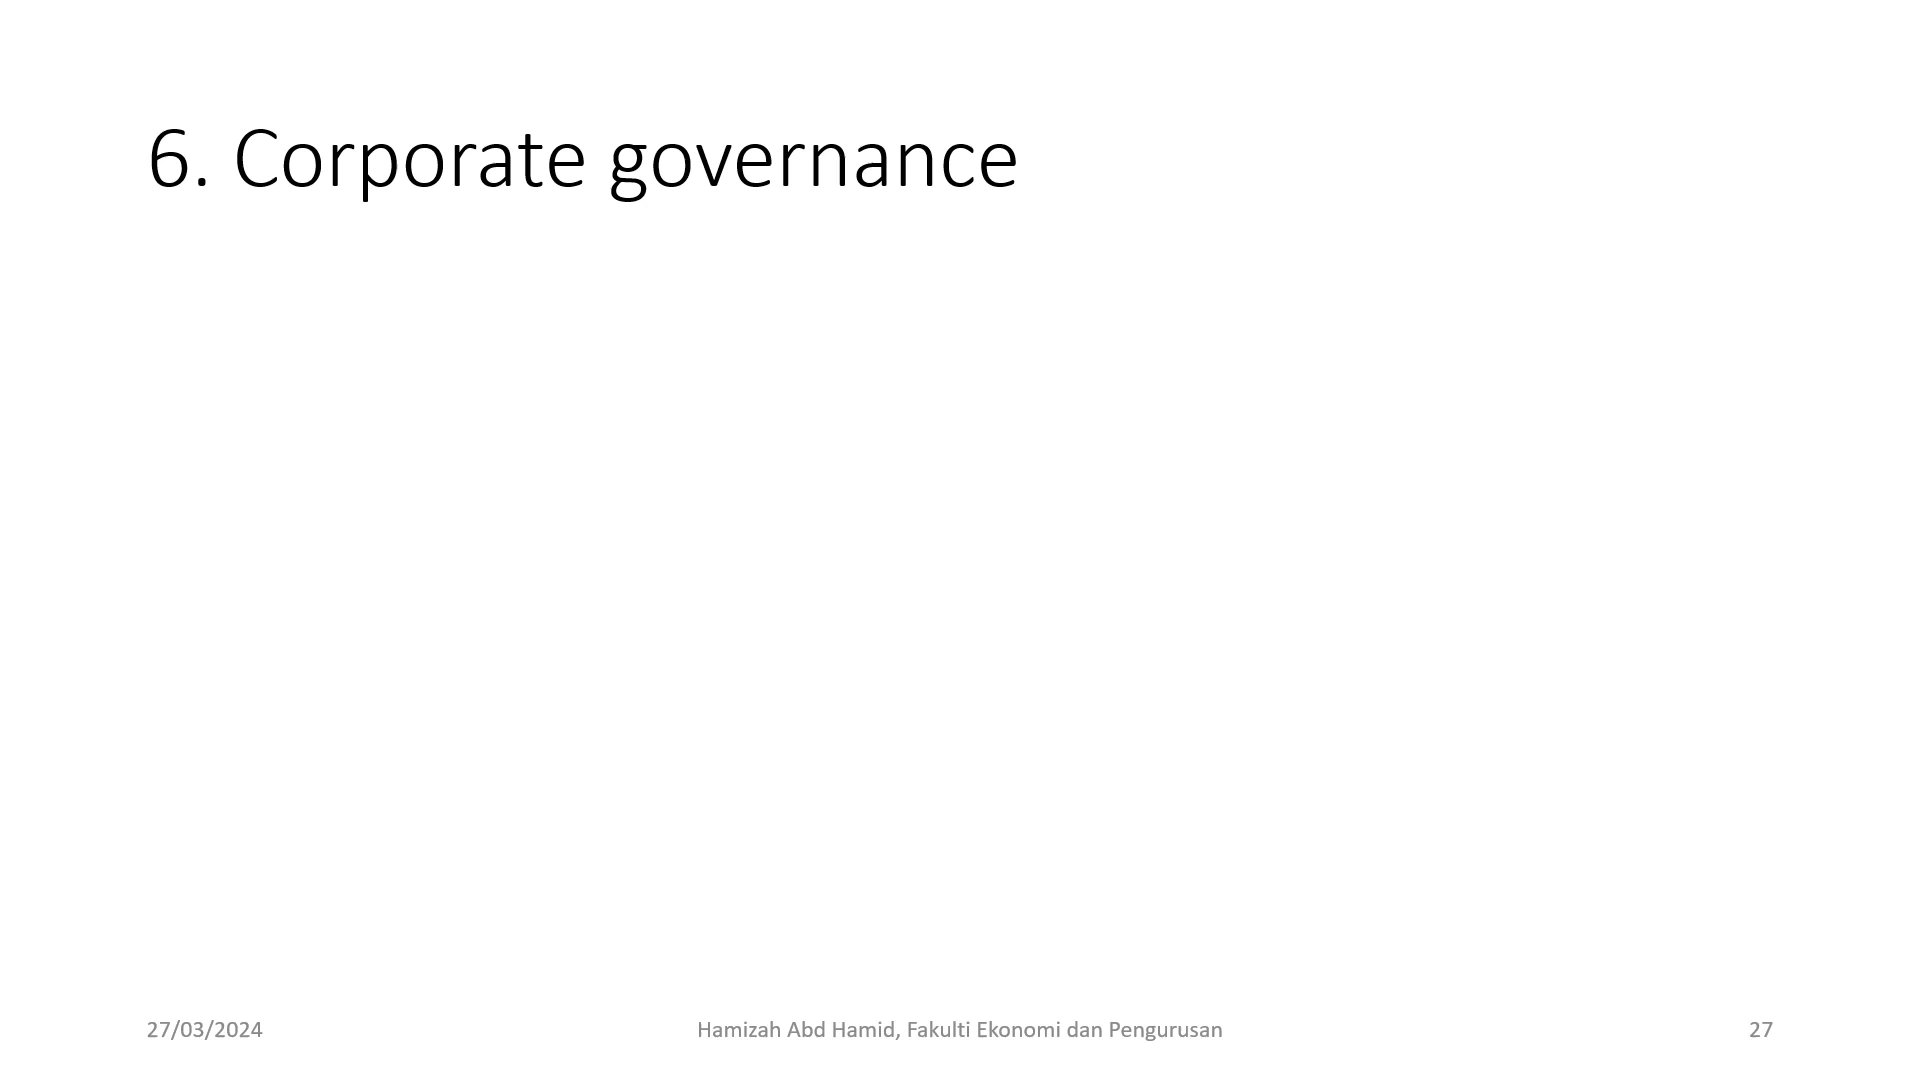 6. Corporate governance
27/03/2024
Hamizah Abd Hamid, Fakulti Ekonomi dan Pengurusan
27